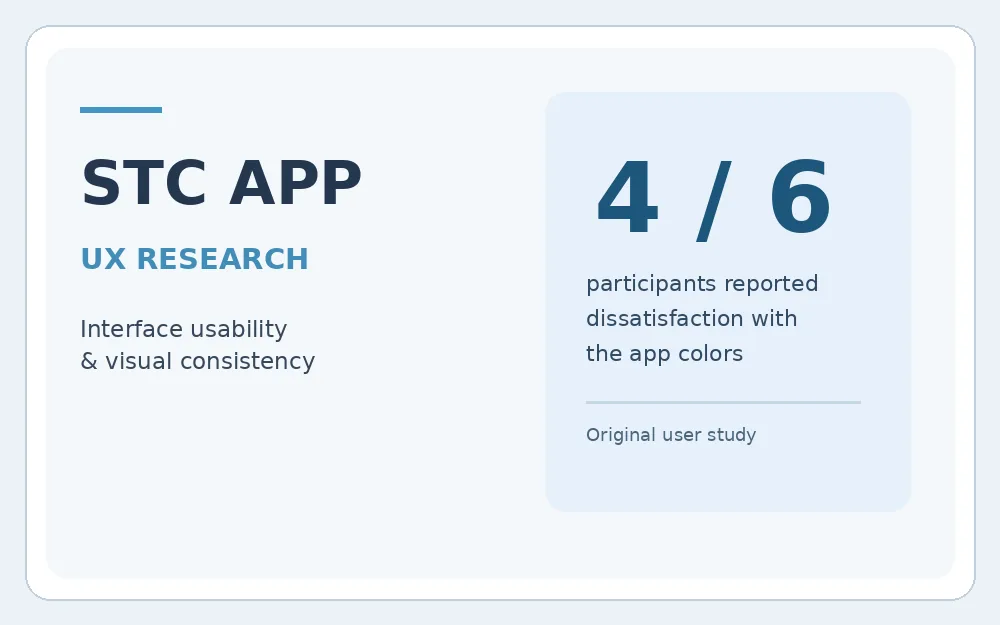 STC APP
UX RESEARCH
Interface usability
& visual consistency
4 / 6
participants reported
dissatisfaction with
the app colors
Original user study